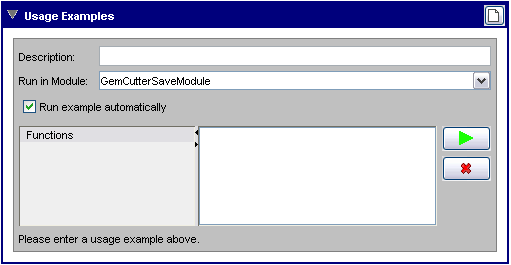 Usage Examples
Description:
Run in Module: GemCutterSaveModule
Run example automatically
Functions
Please enter a usage example above.